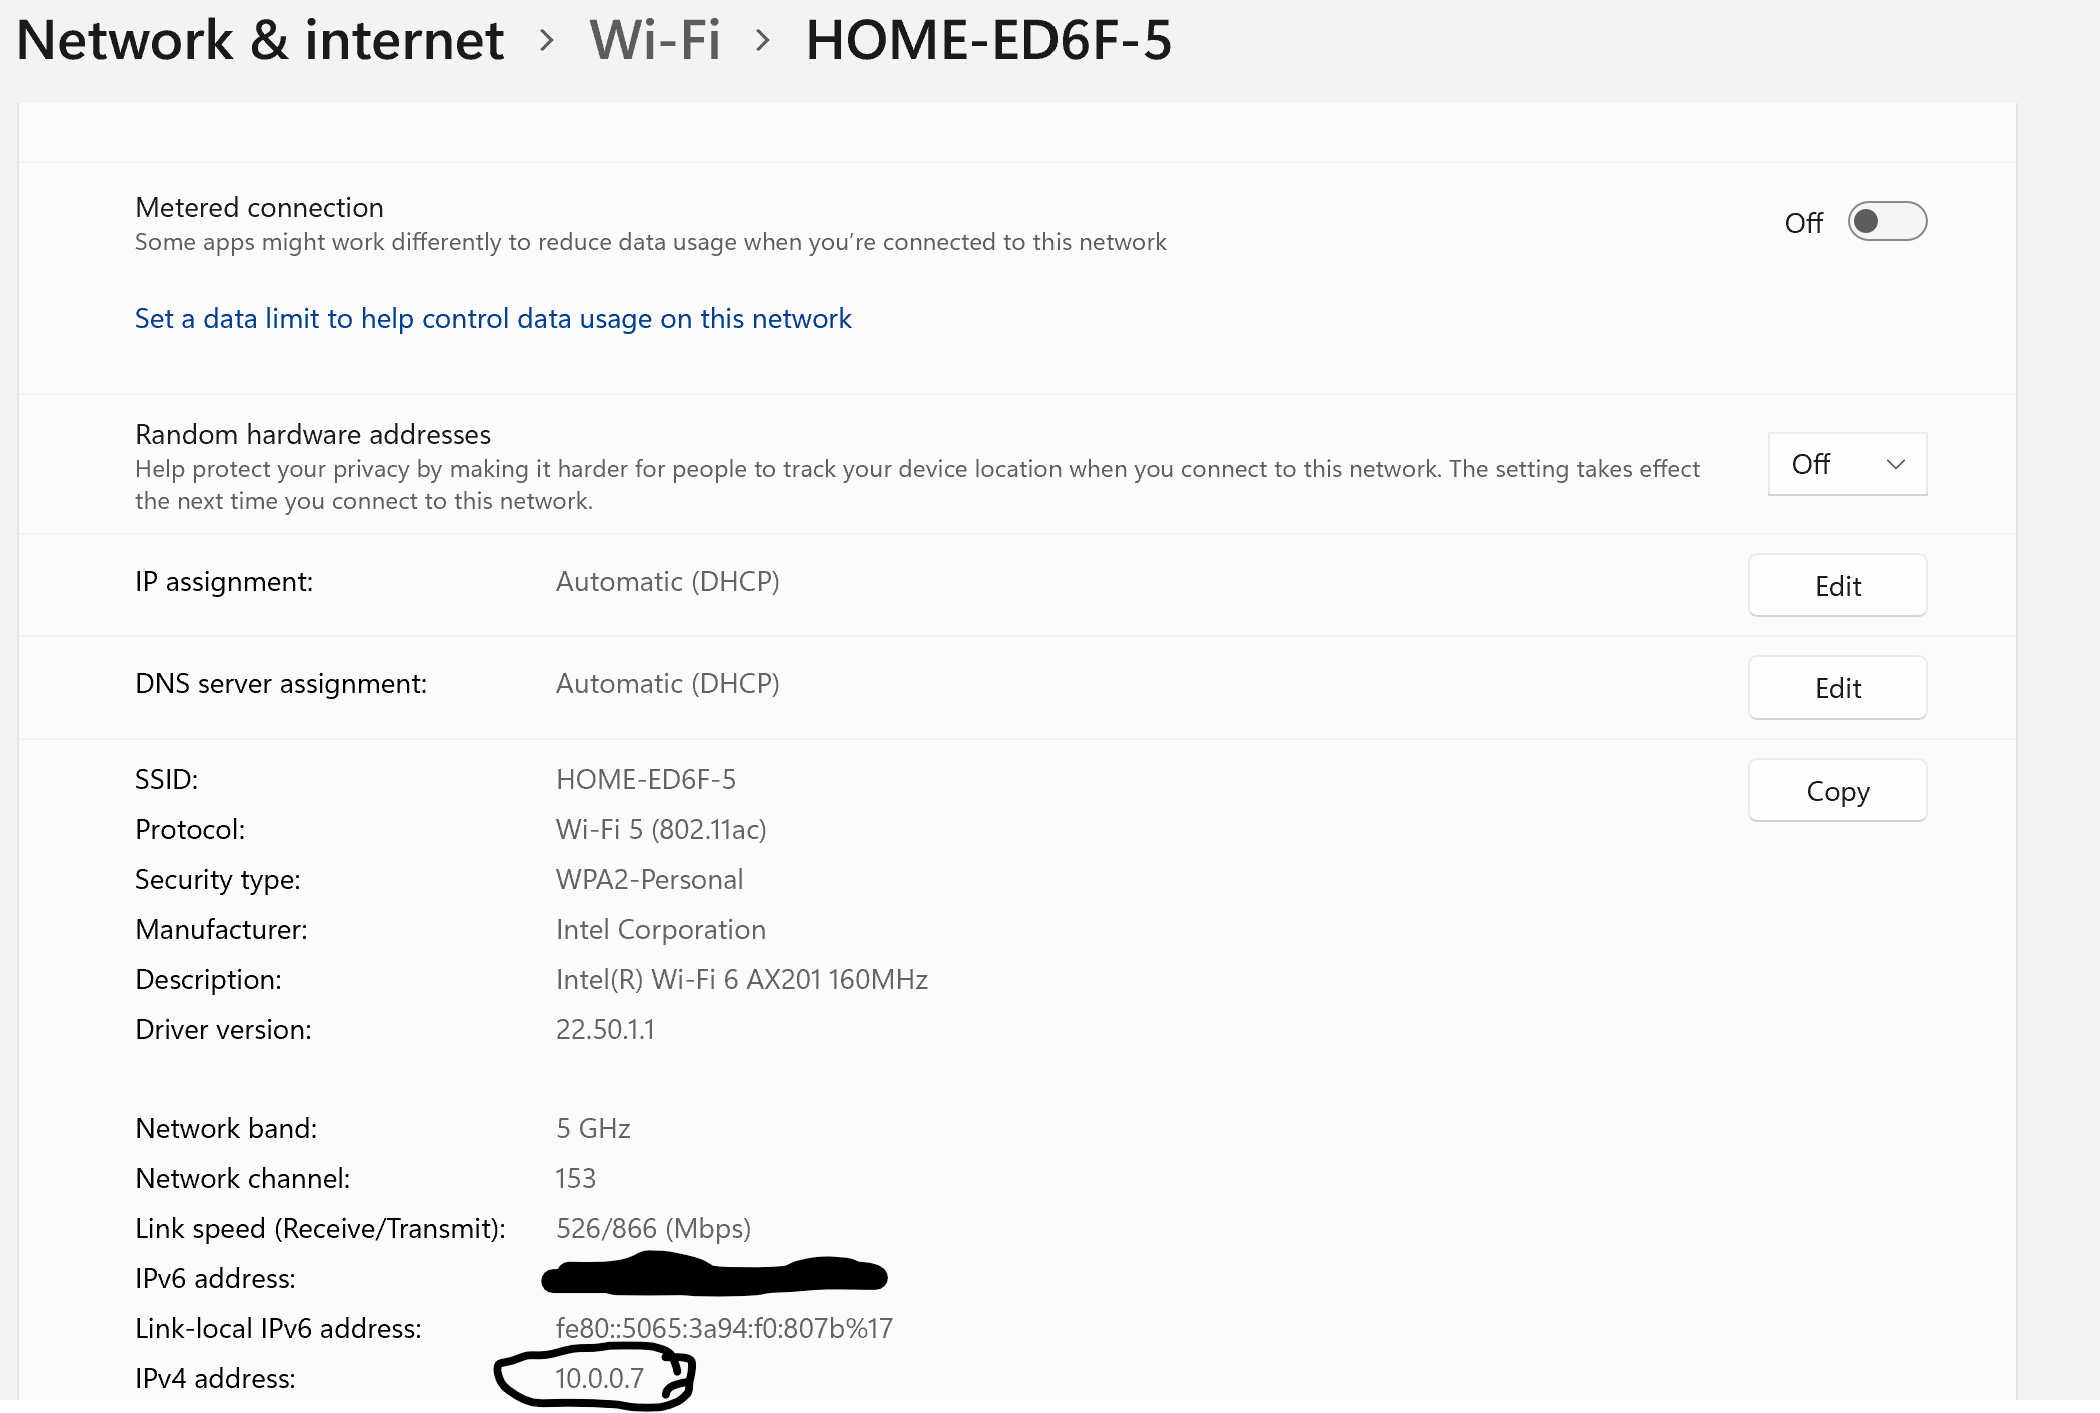 Network & internet > Wi-Fi > HOME-ED6F-5
Metered connection
Some apps might work differently to reduce data usage when you're connected to this network
Off
Set a data limit to help control data usage on this network
Random hardware addresses
Help protect your privacy by making it harder for people to track your device location when you connect to this network. The setting takes effect
the next time you connect to this network.
Off
IP assignment: Automatic (DHCP) Edit
DNS server assignment: Automatic (DHCP) Edit
SSID: HOME-ED6F-5 Copy
Protocol: Wi-Fi 5 (802.11ac)
Security type: WPA2-Personal
Manufacturer: Intel Corporation
Description: Intel(R) Wi-Fi 6 AX201 160MHz
Driver version: 22.50.1.1
Network band: 5 GHz
Network channel: 153
Link speed (Receive/Transmit): 526/866 (Mbps)
IPv6 address:
Link-local IPv6 address: fe80::5065:3a94:f0:807b%17
IPv4 address: 10.0.0.7